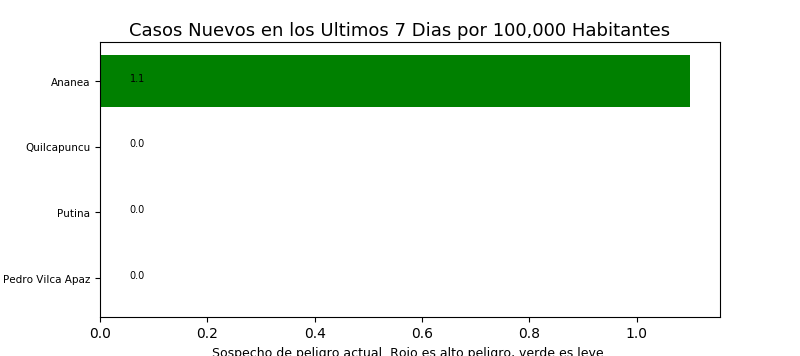 Casos Nuevos en los Ultimos 7 Dias por 100,000 Habitantes
Ananea 1.1
Quilcapuncu 0.0
Putina 0.0
Pedro Vilca Apaz 0.0
0.0 0.2 0.4 0.6 0.8 1.0
Sospecho de peligro actual. Rojo es alto peligro, verde es leve